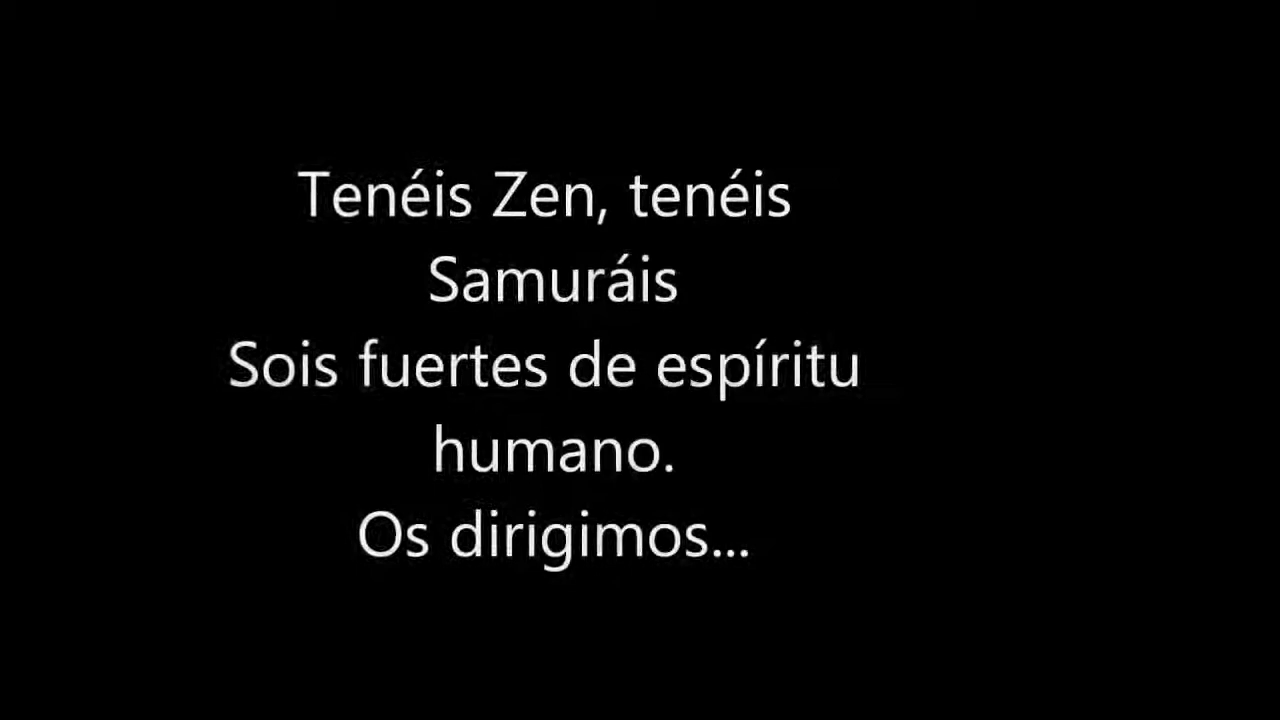 Tenéis Zen, tenéis
Samuráis
Sois fuertes de espíritu
humano.
Os dirigimos...